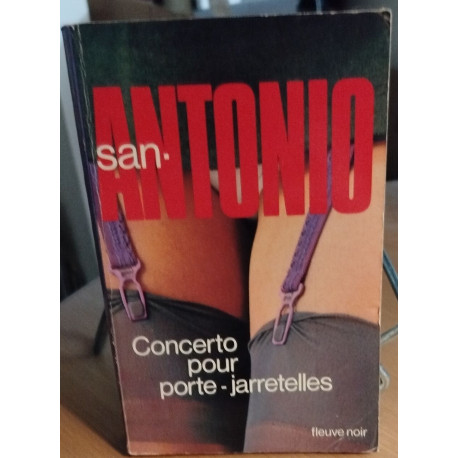 san-
ANTONIO
Concerto
pour
porte-jarretelles
fleuve noir